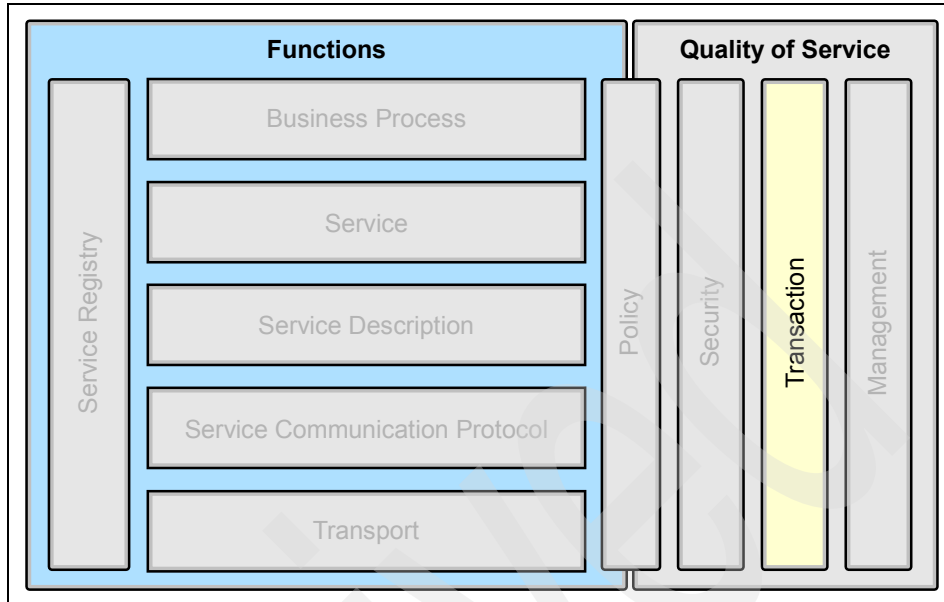 Functions
Quality of Service
Service Registry
Business Process
Service
Service Description
Service Communication Protocol
Transport
Policy
Security
Transaction
Management